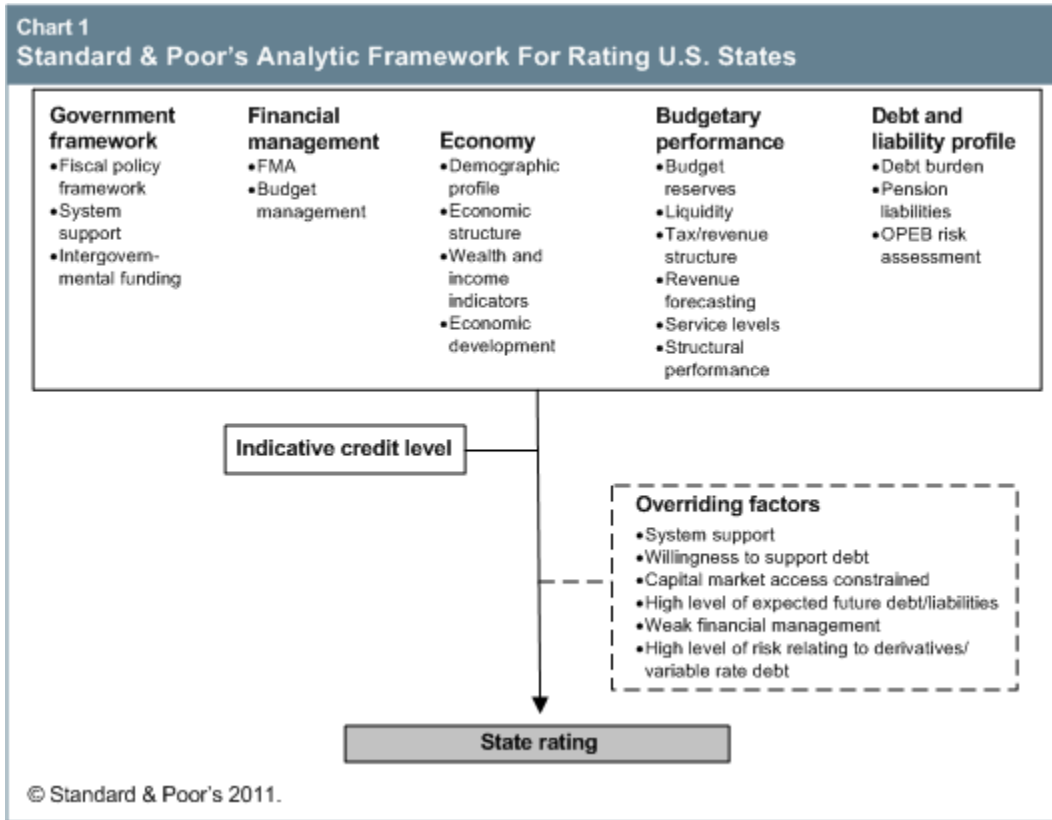 Chart 1
Standard & Poor's Analytic Framework For Rating U.S. States
Government
framework
•Fiscal policy
framework
•System
support
•Intergovern-
mental funding
Financial
management
•FMA
•Budget
management
Economy
•Demographic
profile
•Economic
structure
•Wealth and
income
indicators
•Economic
development
Budgetary
performance
•Budget
reserves
•Liquidity
•Tax/revenue
structure
•Revenue
forecasting
•Service levels
•Structural
performance
Debt and
liability profile
•Debt burden
•Pension
liabilities
•OPEB risk
assessment
Indicative credit level
Overriding factors
•System support
•Willingness to support debt
•Capital market access constrained
•High level of expected future debt/liabilities
•Weak financial management
•High level of risk relating to derivatives/
variable rate debt
State rating
© Standard & Poor's 2011.